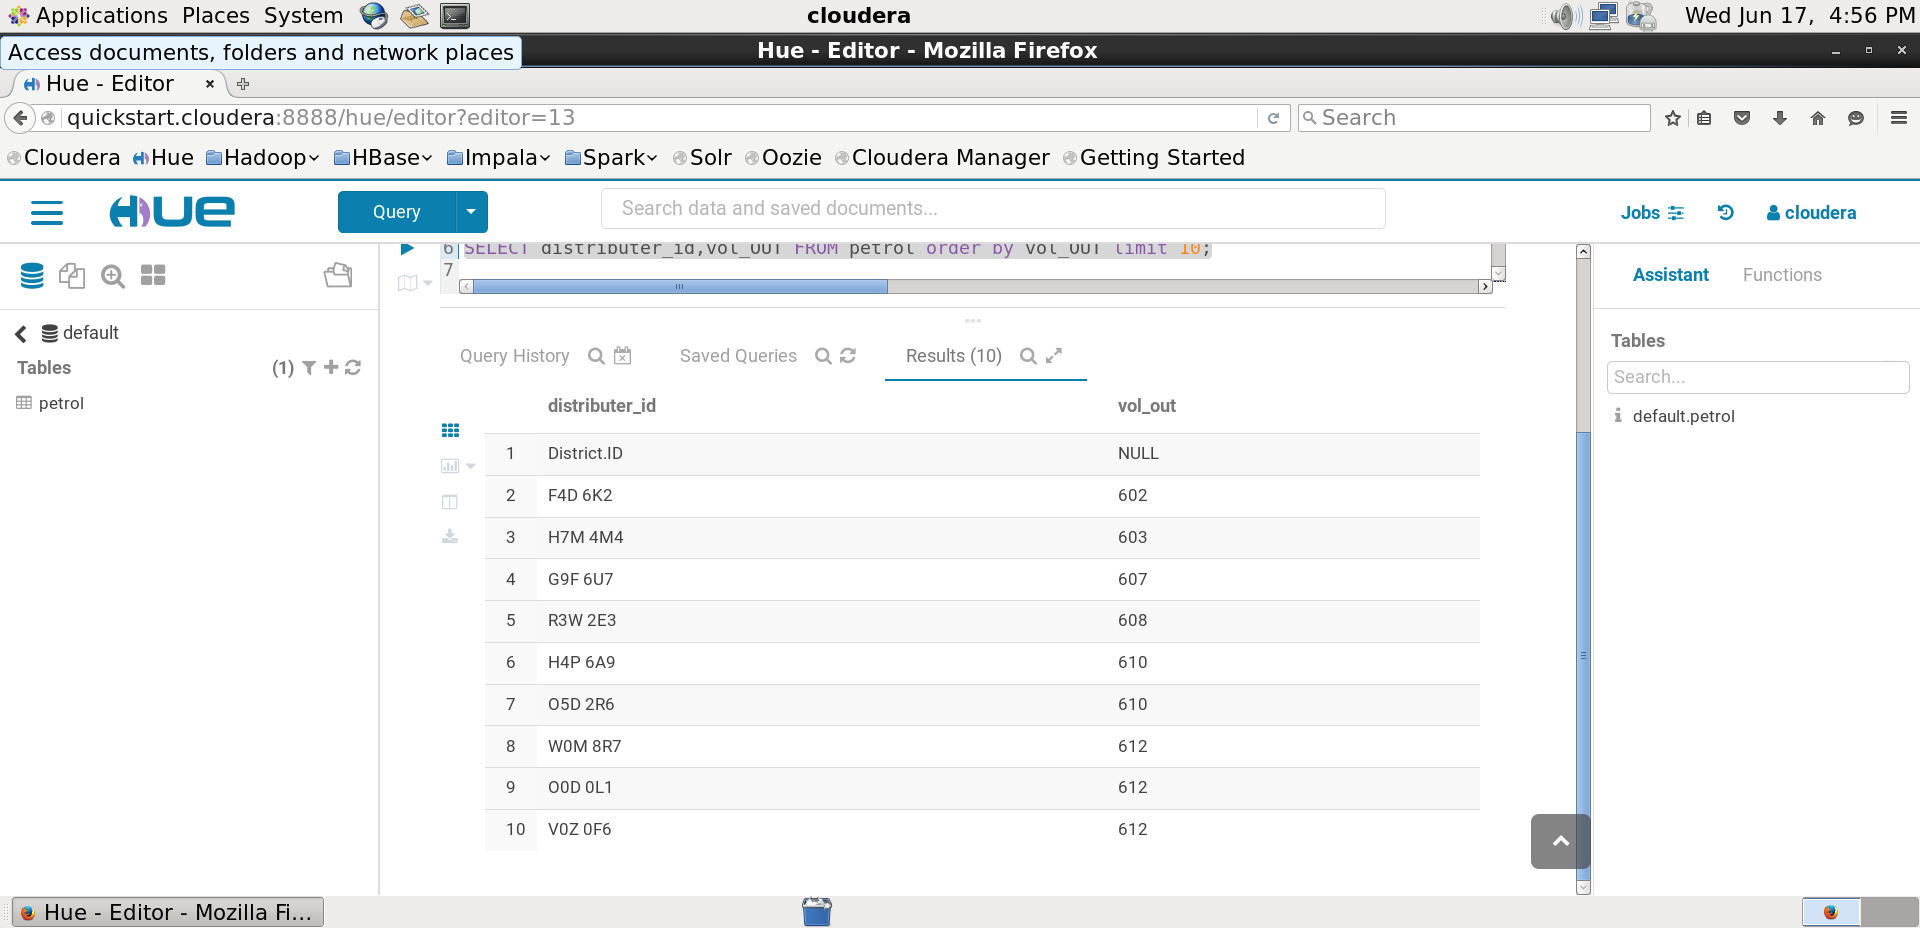 Applications Places System
cloudera
Wed Jun 17, 4:56 PM
Access documents, folders and network places
Hue - Editor - Mozilla Firefox
Hue - Editor
quickstart.cloudera:8888/hue/editor?editor=13
Search
Cloudera Hue Hadoop HBase Impala Spark Solr Oozie Cloudera Manager Getting Started
HUE
Query
Search data and saved documents...
Jobs
cloudera
6 SELECT distributer_id,vol_OUT FROM petrol order by vol_OUT limit 10;
7
default
Tables (1)
petrol
Query History
Saved Queries
Results (10)
distributer_id vol_out
1 District.ID NULL
2 F4D 6K2 602
3 H7M 4M4 603
4 G9F 6U7 607
5 R3W 2E3 608
6 H4P 6A9 610
7 O5D 2R6 610
8 W0M 8R7 612
9 O0D 0L1 612
10 V0Z 0F6 612
Assistant Functions
Tables
Search...
default.petrol
Hue - Editor - Mozilla Fi...